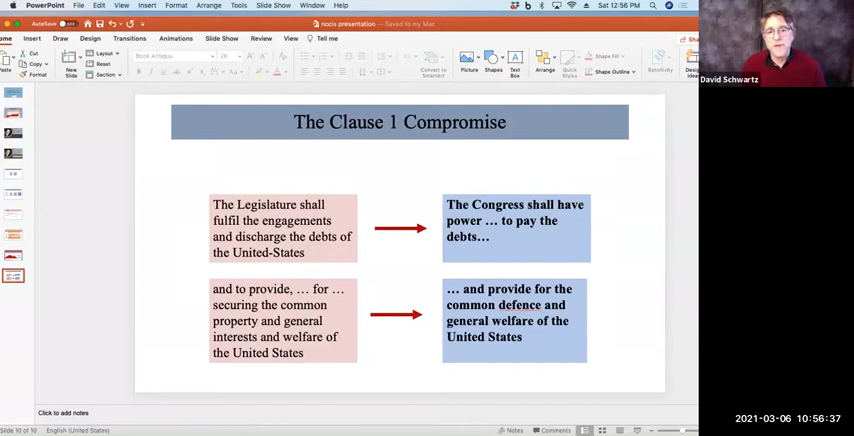 PowerPoint File Edit View Insert Format Arrange Tools Slide Show Window Help Sat 12:56 PM
AutoSave OFF nocis presentation — Saved to my Mac
ome Insert Draw Design Transitions Animations Slide Show Review View Tell me Sha
Paste Cut Copy Format New Slide Layout Reset Section Book Antiqua 28 Convert to SmartArt Picture Shapes Text Box Arrange Quick Styles Shape Fill Shape Outline Sensitivity Design Ideas
David Schwartz
The Clause 1 Compromise
The Legislature shall
fulfil the engagements
and discharge the debts of
the United-States
The Congress shall have
power … to pay the
debts…
and to provide, … for …
securing the common
property and general
interests and welfare of
the United States
… and provide for the
common defence and
general welfare of the
United States
Click to add notes
Slide 10 of 10 English (United States) Notes Comments
2021-03-06 10:56:37